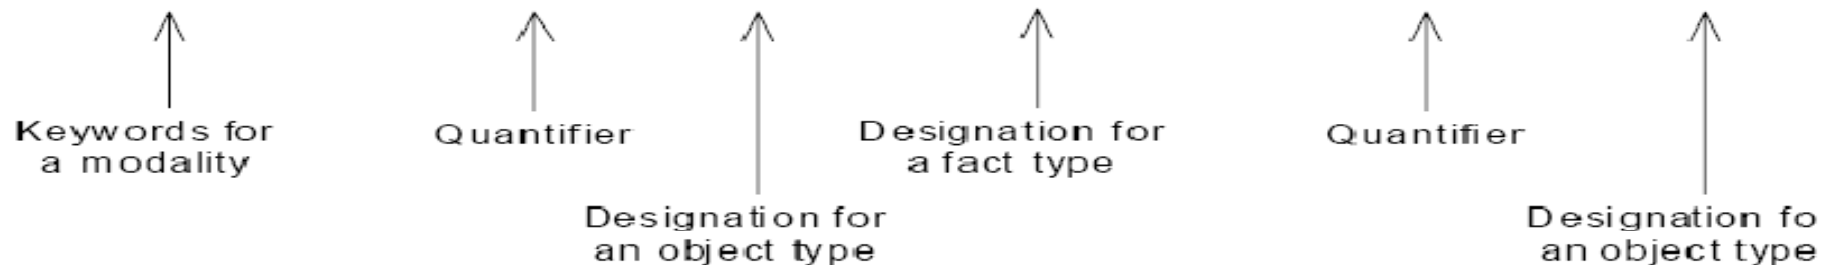 Keywords for
a modality
Quantifier
Designation for
an object type
Designation for
a fact type
Quantifier
Designation fo
an object type